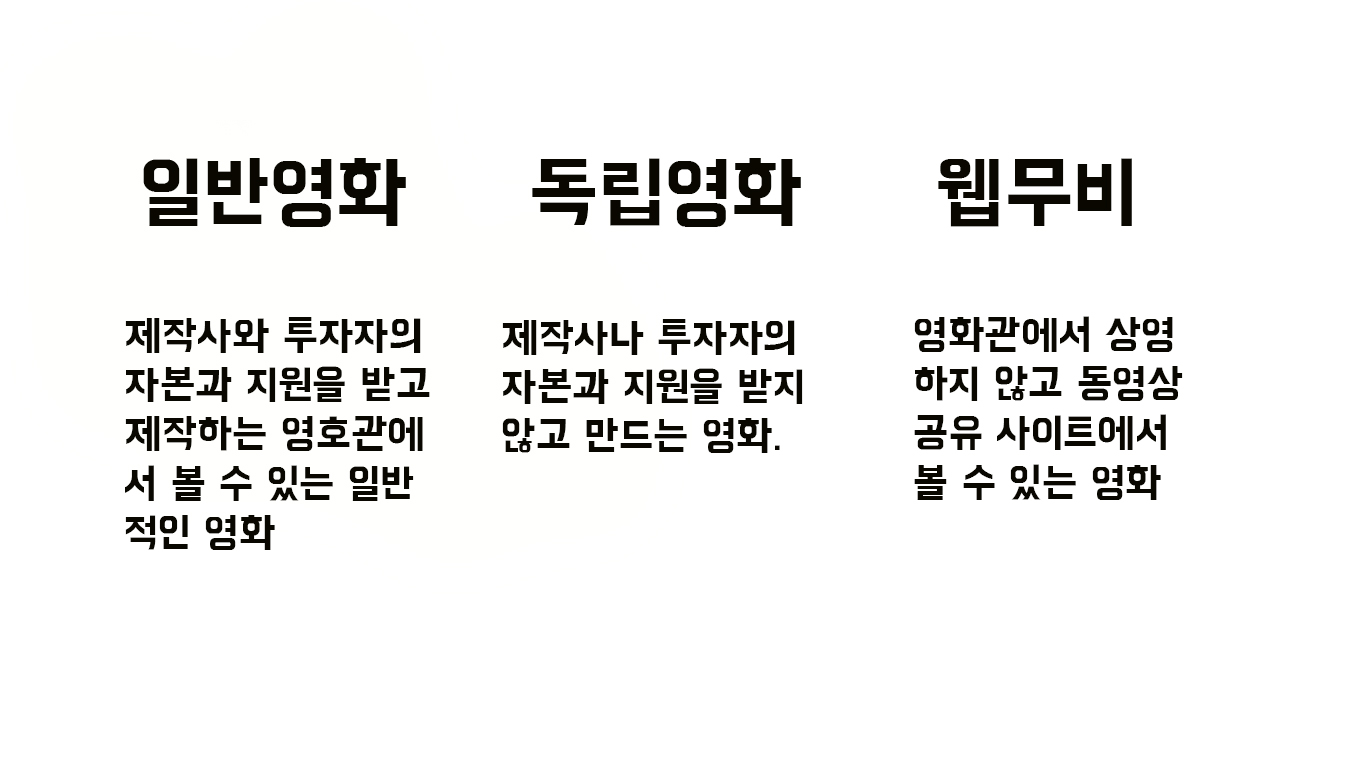 일반영화
제작사와 투자자의
자본과 지원을 받고
제작하는 영호관에
서 볼 수 있는 일반
적인 영화
독립영화
제작사나 투자자의
자본과 지원을 받지
않고 만드는 영화.
웹무비
영화관에서 상영
하지 않고 동영상
공유 사이트에서
볼 수 있는 영화